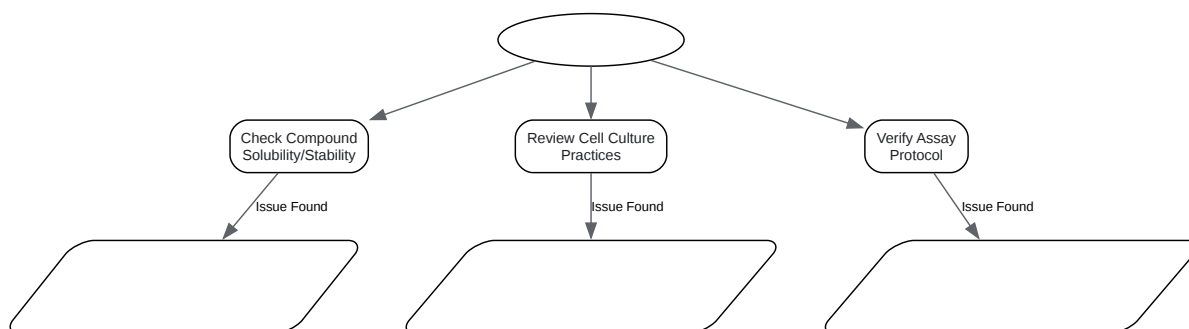 Check Compound
Solubility/Stability
Review Cell Culture
Practices
Verify Assay
Protocol
Issue Found
Issue Found
Issue Found